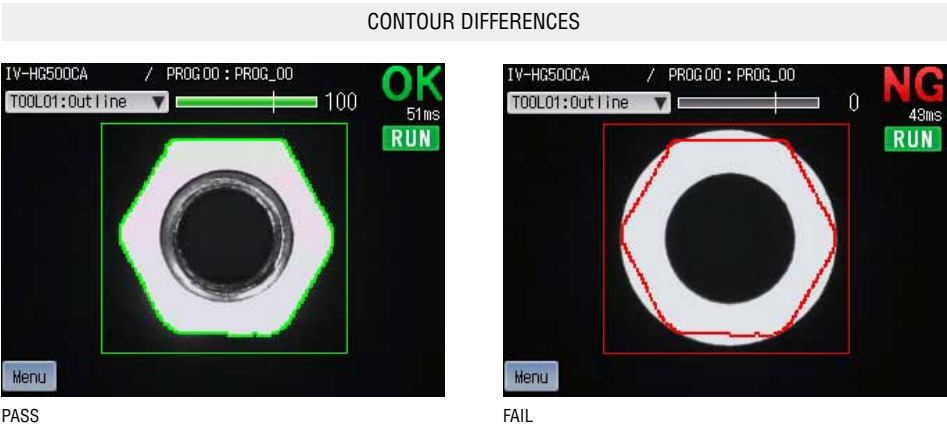 CONTOUR DIFFERENCES
IV-HG500CA / PROG00 : PROG_00
OK
TOOL01:Outline
100
51ms
RUN
Menu
PASS
IV-HG500CA / PROG00 : PROG_00
NG
TOOL01:Outline
0
43ms
RUN
Menu
FAIL